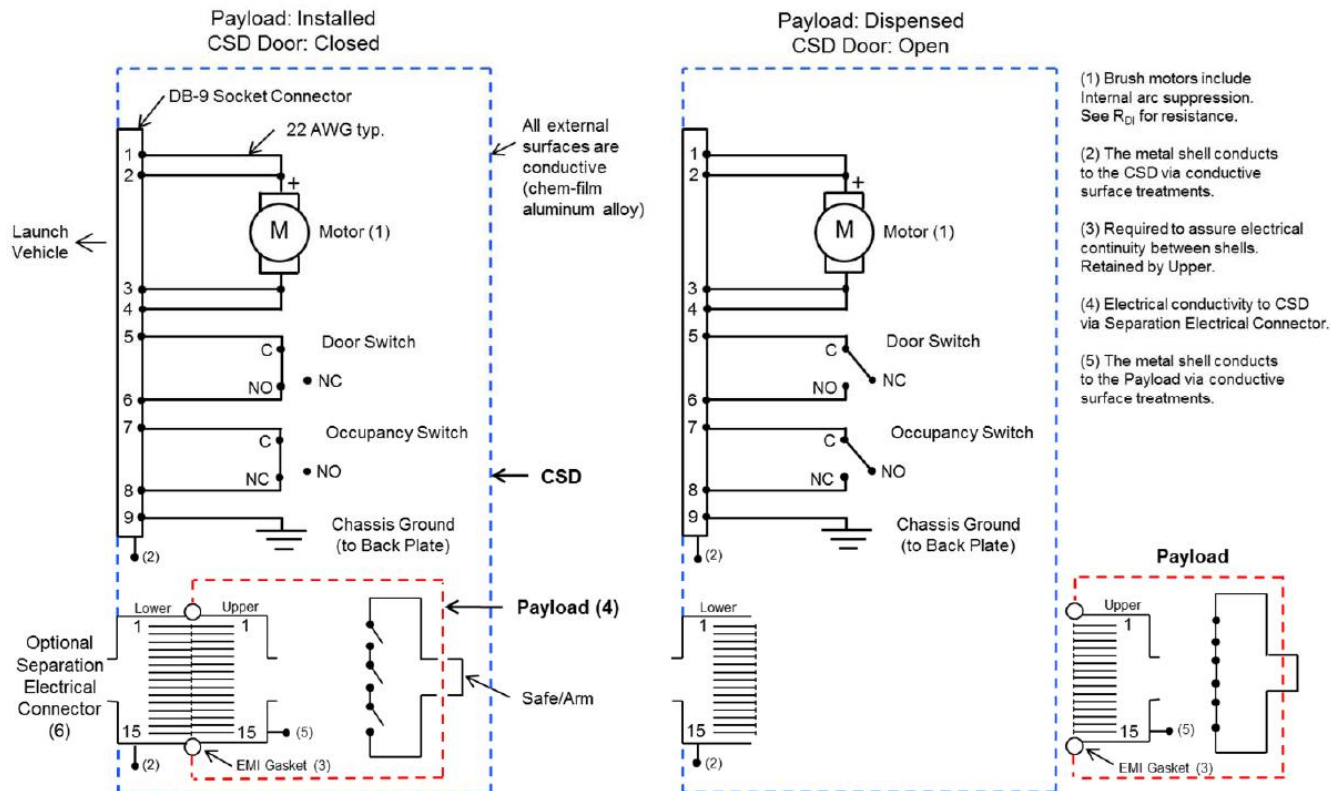 Payload: Installed
CSD Door: Closed
DB-9 Socket Connector
22 AWG typ.
All external
surfaces are
conductive
(chem-film
aluminum alloy)
Launch
Vehicle
1
2
3
4
5
6
7
8
9
+
M
Motor (1)
C
Door Switch
NC
NO
C
Occupancy Switch
NO
NC
CSD
Chassis Ground
(to Back Plate)
(2)
Lower
Upper
1
1
Payload (4)
Optional
Separation
Electrical
Connector
(6)
Safe/Arm
15
15
(5)
(2)
EMI Gasket (3)
Payload: Dispensed
CSD Door: Open
1
2
3
4
5
6
7
8
9
+
M
Motor (1)
C
Door Switch
NC
NO
C
Occupancy Switch
NO
NC
Chassis Ground
(to Back Plate)
(2)
Lower
1
15
(2)
Payload
Upper
1
15
(5)
EMI Gasket (3)
(1) Brush motors include
Internal arc suppression.
See RDI for resistance.
(2) The metal shell conducts
to the CSD via conductive
surface treatments.
(3) Required to assure electrical
continuity between shells.
Retained by Upper.
(4) Electrical conductivity to CSD
via Separation Electrical Connector.
(5) The metal shell conducts
to the Payload via conductive
surface treatments.